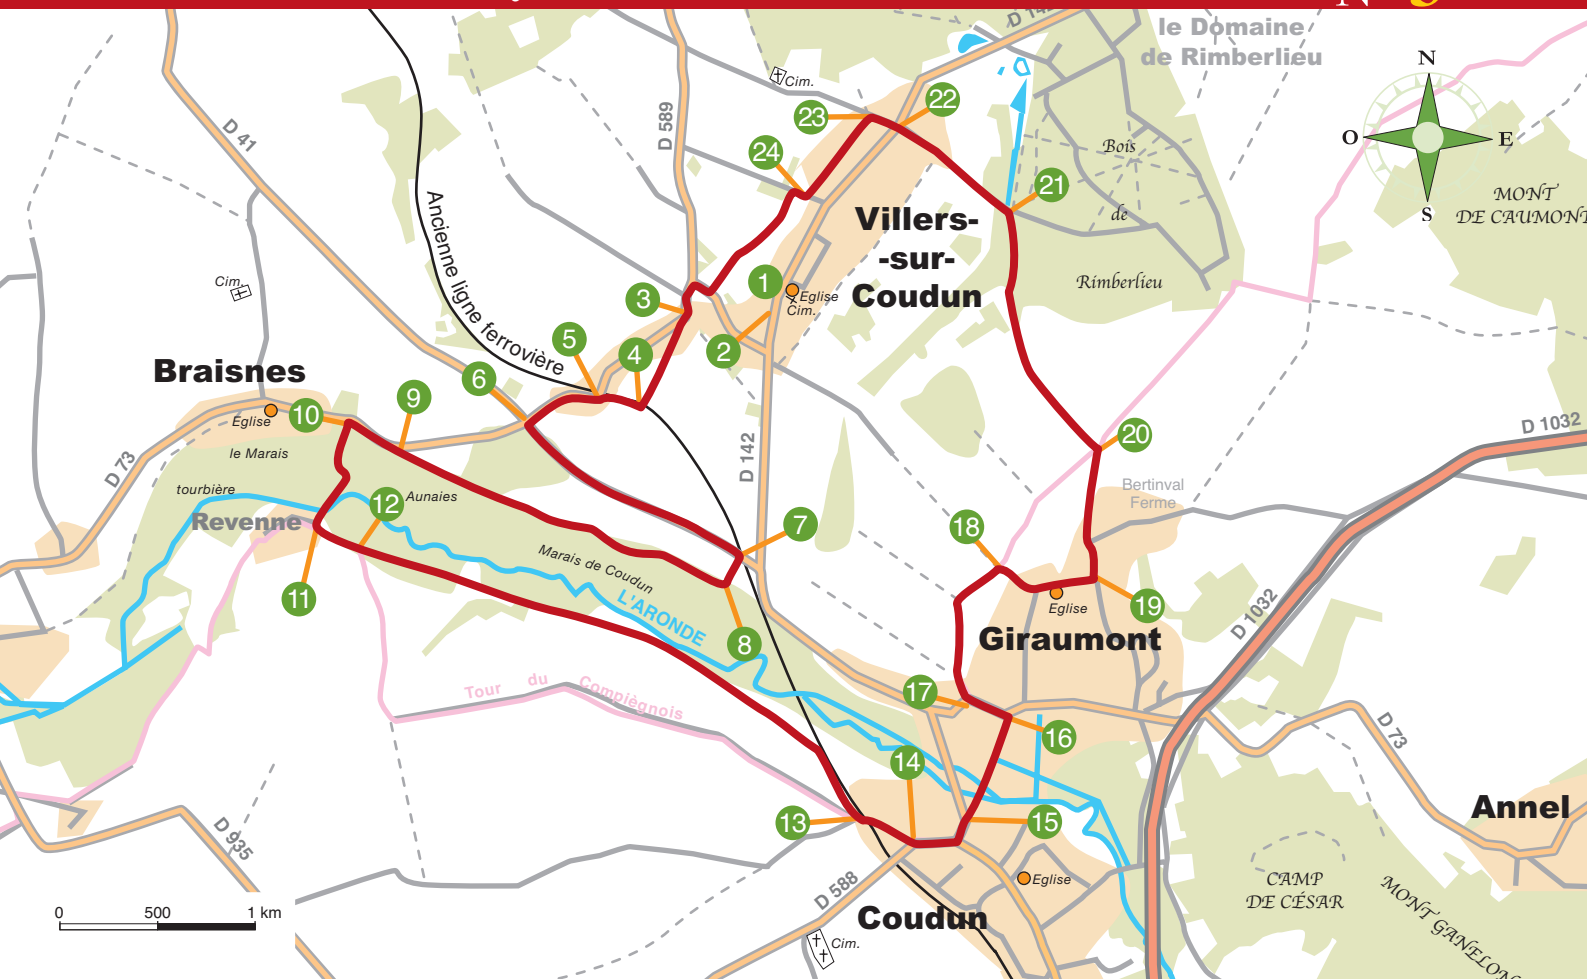 N
le Domaine
de Rimberlieu
D 142
N
O
E
S
MONT
DE CAUMONT
Cim.
D 589
D 41
22
23
24
21
Bois
de
Rimberlieu
Villers-
-sur-
Coudun
1
Eglise
Cim.
2
3
4
5
6
Ancienne ligne ferrovière
Cim.
Braisnes
Église
10
9
le Marais
D 73
tourbière
Revenne
12
Aunaies
Marais de Coudun
L'ARONDE
11
7
8
D 142
20
Bertinval
Ferme
D 1032
18
19
Eglise
Giraumont
D 1032
17
16
Tour du Compiègnois
14
13
15
D 73
Annel
D 935
D 588
Eglise
Coudun
Cim.
CAMP
DE CÉSAR
MONT GANELON
0 500 1 km